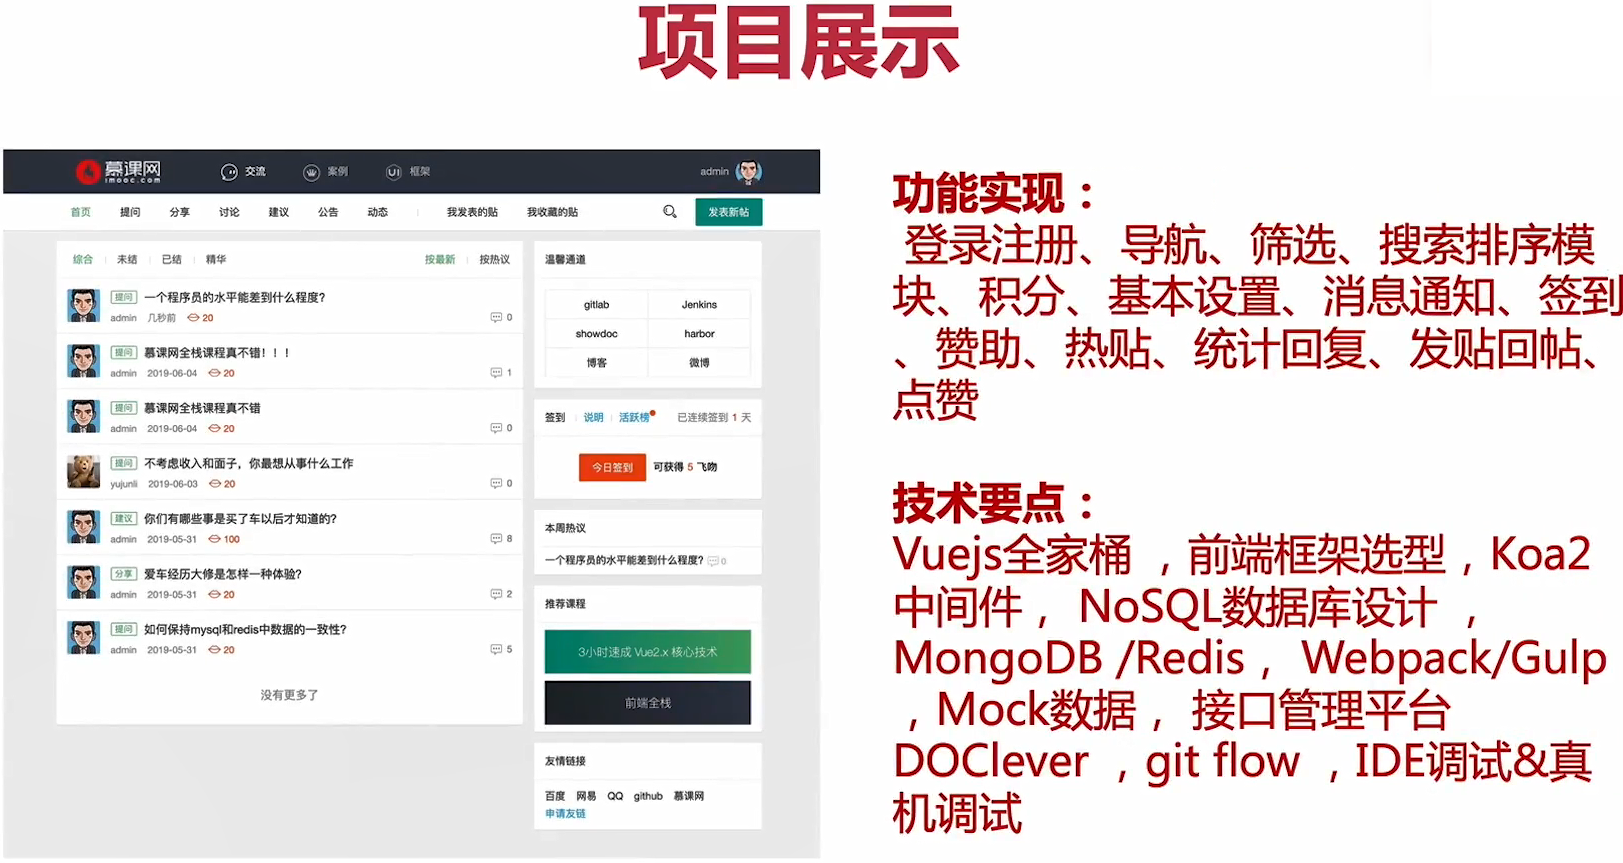 项目展示
慕课网
imooc.com
交流
案例
UI 框架
admin
首页 提问 分享 讨论 建议 公告 动态 我发表的贴 我收藏的贴
发表新帖
综合 未结 已结 精华 按最新 按热议
提问 一个程序员的水平能差到什么程度?
admin 几秒前 20 0
提问 慕课网全栈课程真不错！！！
admin 2019-06-04 20 1
提问 慕课网全栈课程真不错
admin 2019-06-04 20 0
提问 不考虑收入和面子，你最想从事什么工作
yujunli 2019-06-03 20 0
建议 你们有哪些事是买了车以后才知道的?
admin 2019-05-31 100 8
分享 爱车经历大修是怎样一种体验?
admin 2019-05-31 20 2
提问 如何保持mysql和redis中数据的一致性?
admin 2019-05-31 20 5
没有更多了
温馨通道
gitlab Jenkins
showdoc harbor
博客 微博
签到 说明 活跃榜 已连续签到 1 天
今日签到 可获得 5 飞吻
本周热议
一个程序员的水平能差到什么程度? 0
推荐课程
3小时速成 Vue2.x 核心技术
前端全栈
友情链接
百度 网易 QQ github 慕课网
申请友链
功能实现：
登录注册、导航、筛选、搜索排序模
块、积分、基本设置、消息通知、签到
、赞助、热贴、统计回复、发贴回帖、
点赞
技术要点：
Vuejs全家桶 ，前端框架选型，Koa2
中间件， NoSQL数据库设计 ，
MongoDB /Redis， Webpack/Gulp
，Mock数据， 接口管理平台
DOClever ，git flow ，IDE调试&真
机调试